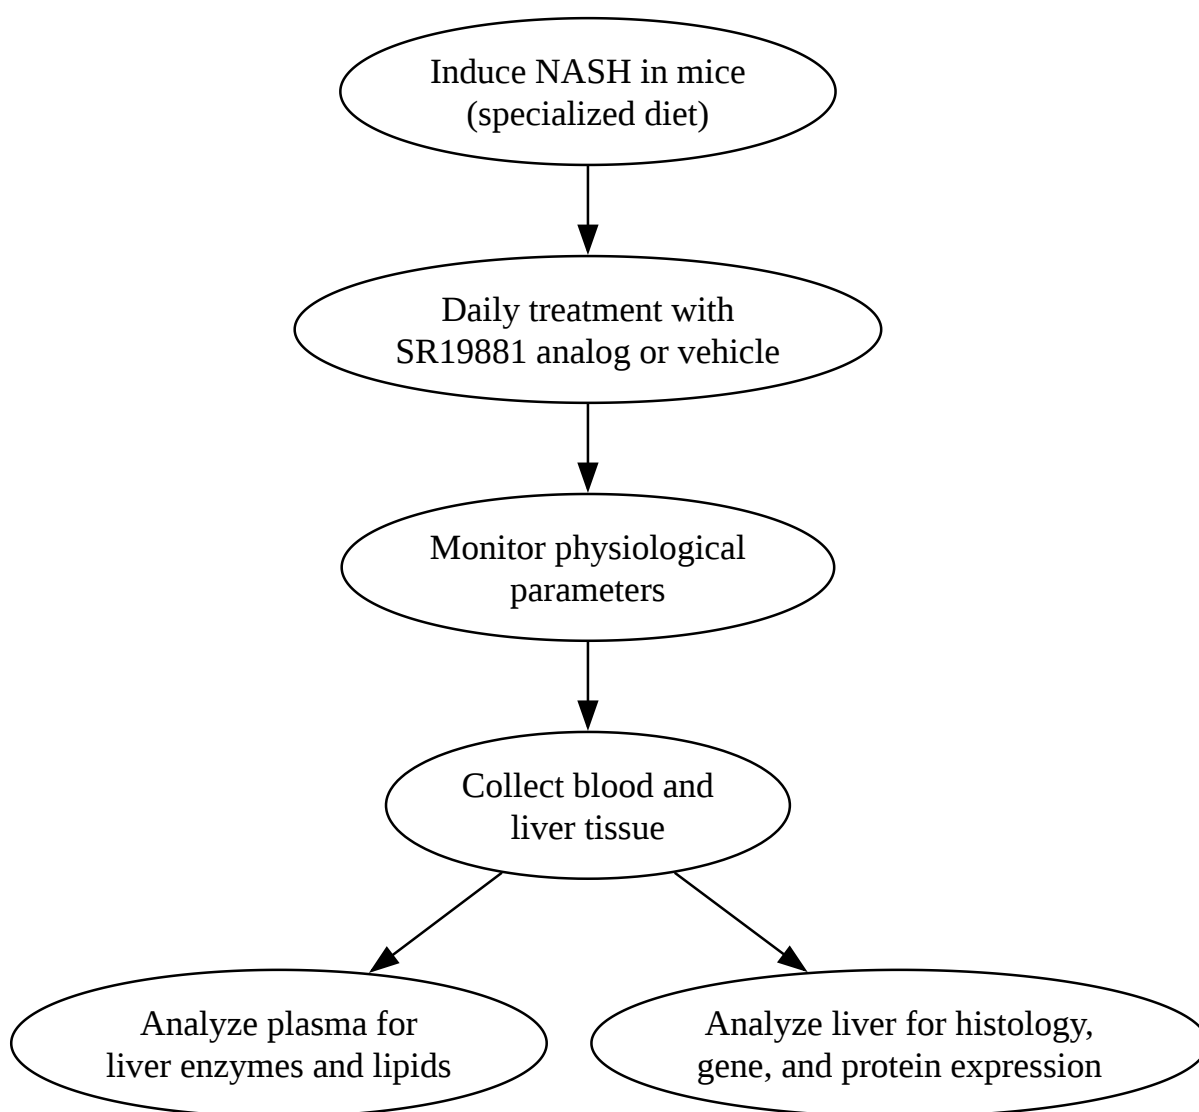 Induce NASH in mice
(specialized diet)
Daily treatment with
SR19881 analog or vehicle
Monitor physiological
parameters
Collect blood and
liver tissue
Analyze plasma for
liver enzymes and lipids
Analyze liver for histology,
gene, and protein expression